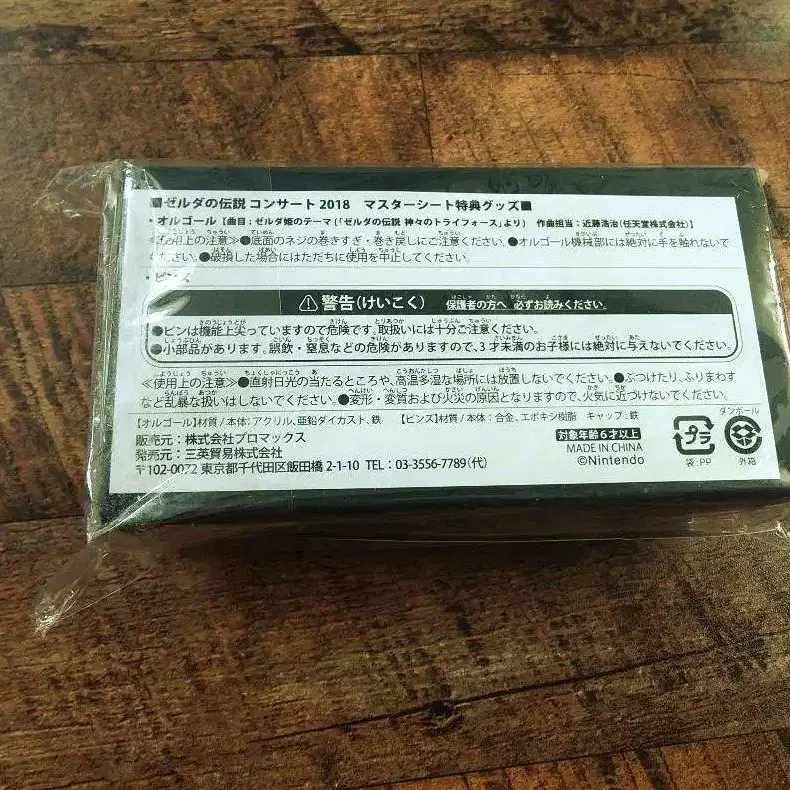 ■ゼルダの伝説 コンサート2018　マスターシート特典グッズ■
・オルゴール【曲目：ゼルダ姫のテーマ(「ゼルダの伝説 神々のトライフォース」より)　作曲担当：近藤浩治(任天堂株式会社)】
≪使用上の注意≫●底面のネジの巻きすぎ・巻き戻しにご注意ください。●オルゴール機械部には絶対に手を触れないで
ください。●破損した場合にはただちに使用を中止してください。
・ピンズ
⚠警告(けいこく)　保護者の方へ 必ずお読みください。
●ピンは機能上尖っていますので危険です。取扱いには十分ご注意ください。
●小部品があります。誤飲・窒息などの危険がありますので、3才未満のお子様には絶対に与えないでください。
≪使用上の注意≫●直射日光の当たるところや、高温多湿な場所には放置しないでください。●ぶつけたり、ふりまわす
など乱暴な扱いはしないでください。●変形・変質および火災の原因となりますので、火気に近づけないでください。
【オルゴール】材質/本体：アクリル、亜鉛ダイカスト、鉄　【ピンズ】材質/本体：合金、エポキシ樹脂　キャップ：鉄
販売元：株式会社プロマックス
発売元：三英貿易株式会社
〒102-0072 東京都千代田区飯田橋2-1-10　TEL：03-3556-7789(代)
対象年齢6才以上
MADE IN CHINA
©Nintendo
プラ
袋：PP
ダンボール
外箱